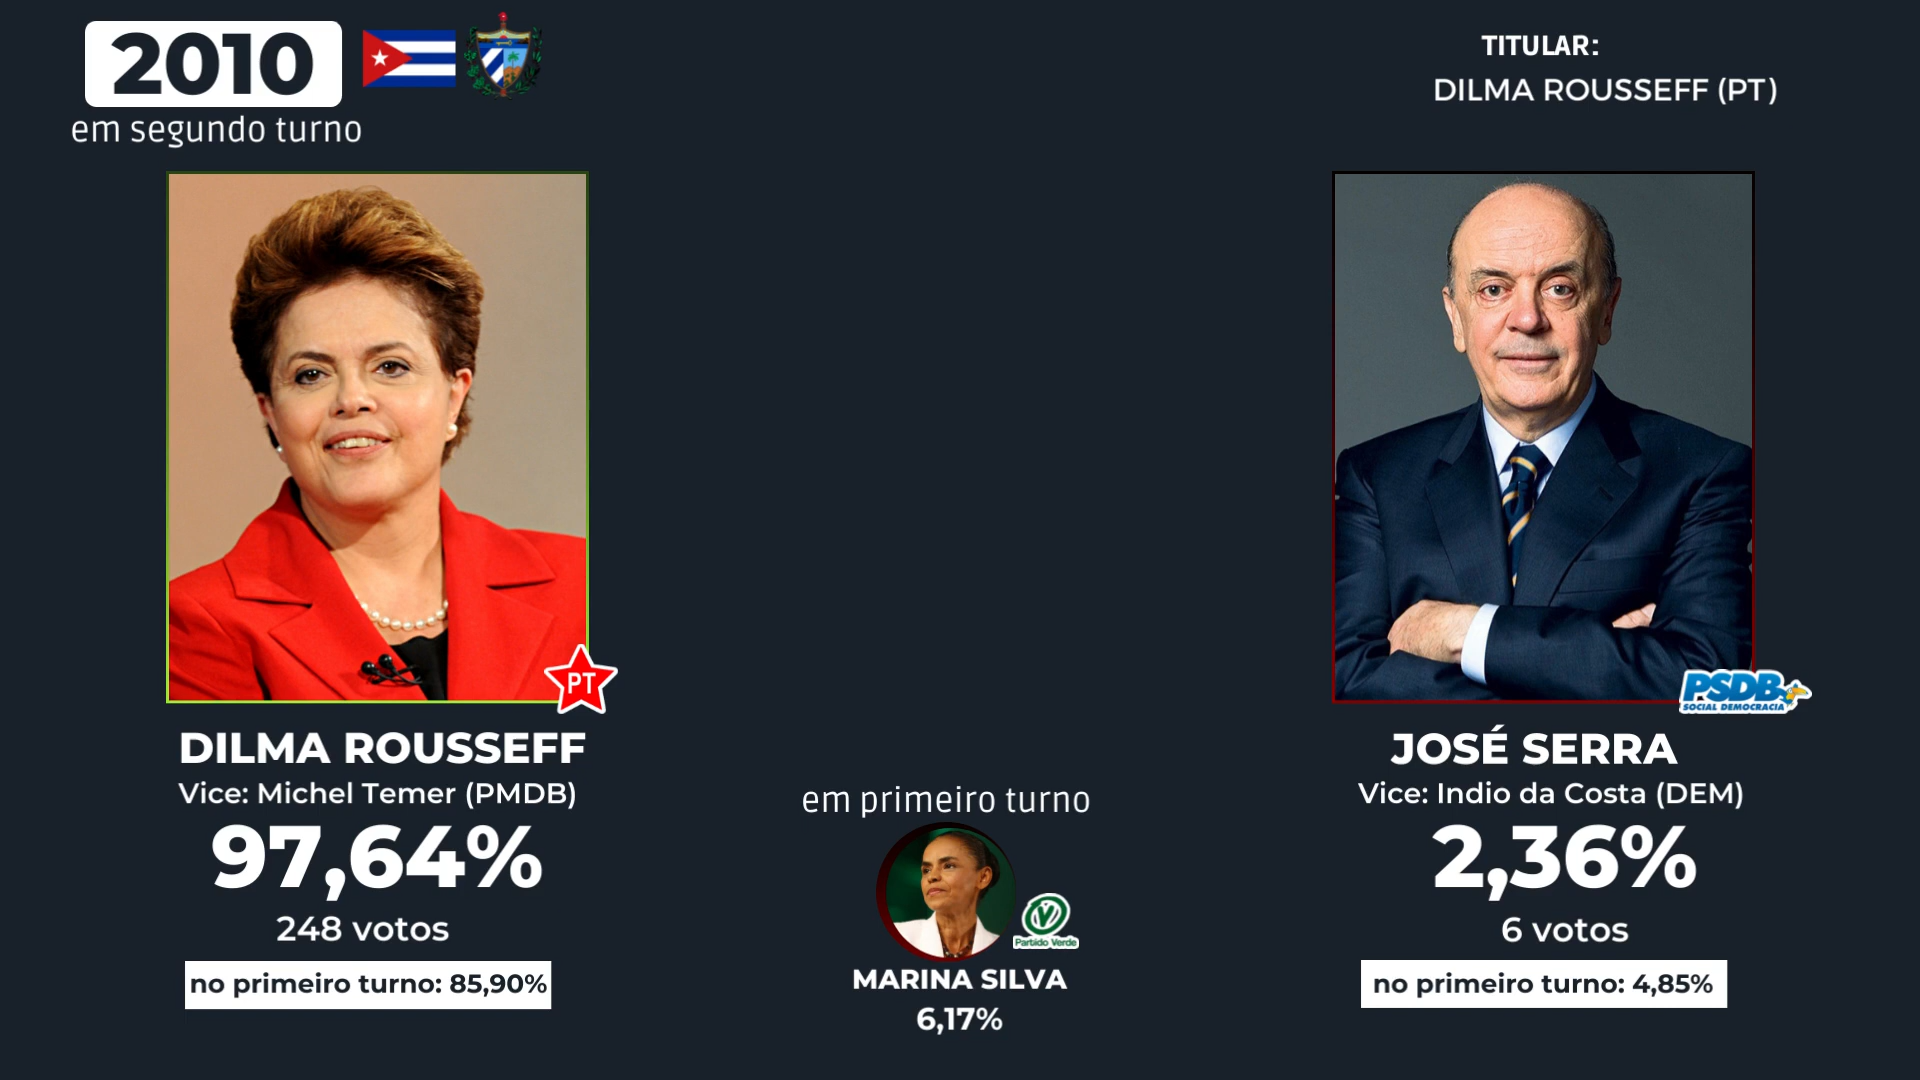 2010
em segundo turno
TITULAR:
DILMA ROUSSEFF (PT)
PT
PSDB
SOCIAL DEMOCRACIA
DILMA ROUSSEFF
Vice: Michel Temer (PMDB)
97,64%
248 votos
no primeiro turno: 85,90%
em primeiro turno
Partido Verde
MARINA SILVA
6,17%
JOSÉ SERRA
Vice: Indio da Costa (DEM)
2,36%
6 votos
no primeiro turno: 4,85%